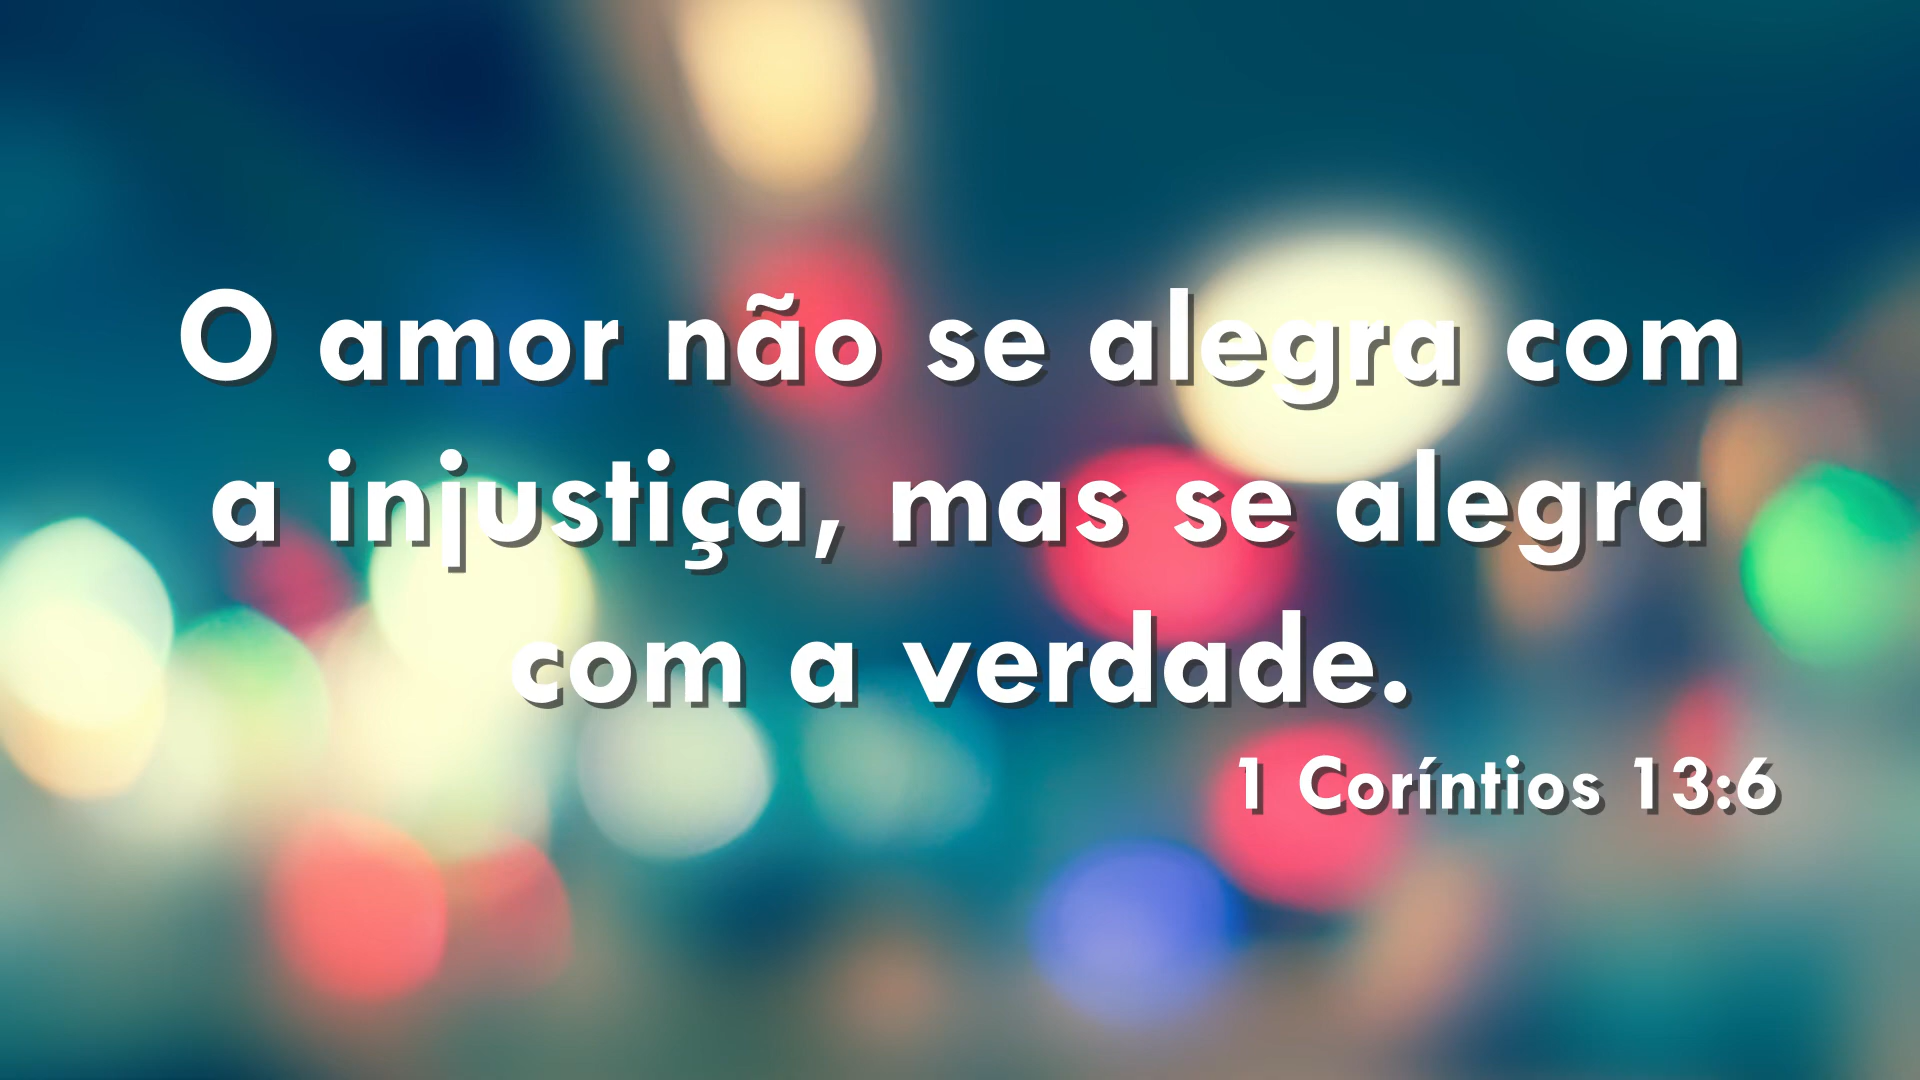 O amor não se alegra com
a injustiça, mas se alegra
com a verdade.
1 Coríntios 13:6